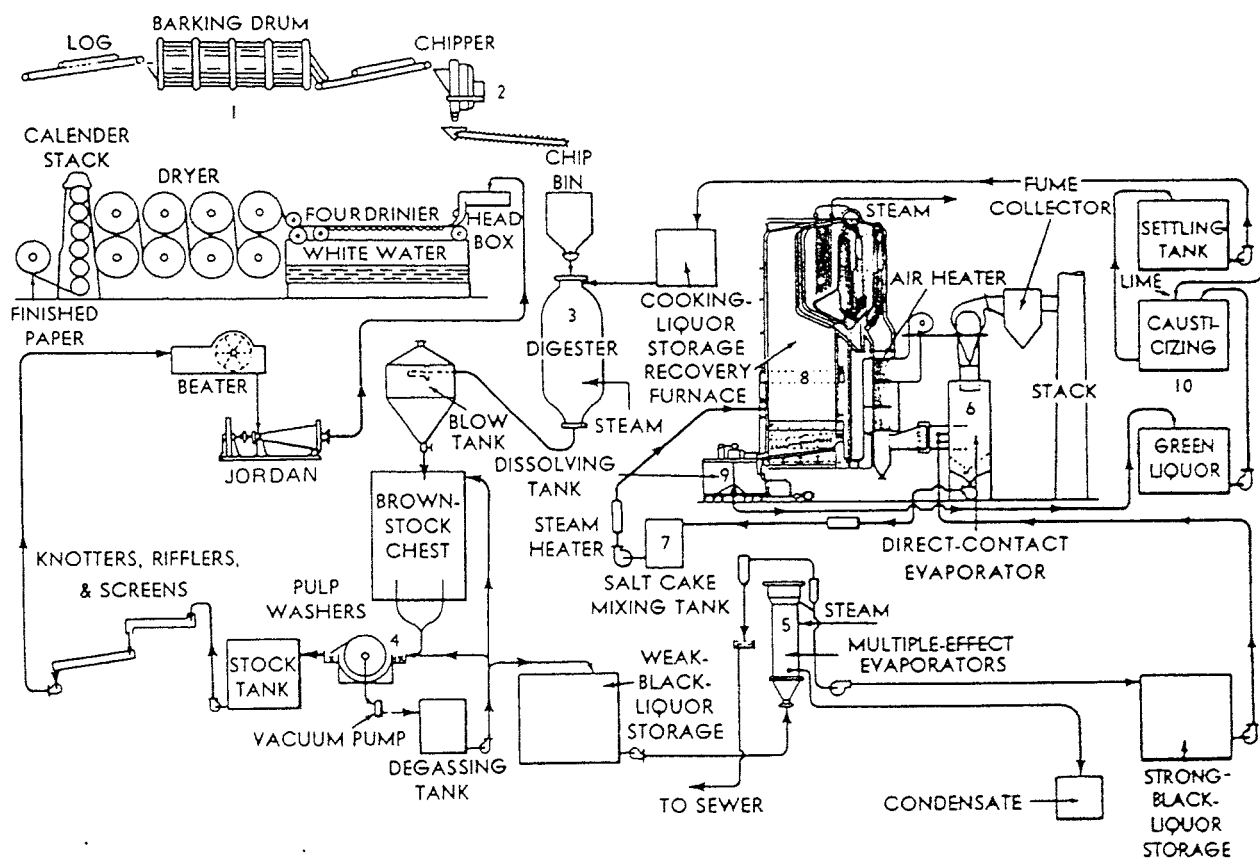 BARKING DRUM
LOG
CHIPPER
1
2
CALENDER
STACK
DRYER
FOURDRINIER
HEAD
BOX
WHITE WATER
FINISHED
PAPER
CHIP
BIN
STEAM
FUME
COLLECTOR
SETTLING
TANK
AIR HEATER
LIME
CAUSTI-
CIZING
10
COOKING-
LIQUOR
STORAGE
RECOVERY
FURNACE
8
3
DIGESTER
STEAM
BEATER
JORDAN
BLOW
TANK
STACK
6
GREEN
LIQUOR
DISSOLVING
TANK
9
BROWN-
STOCK
CHEST
STEAM
HEATER
7
SALT CAKE
MIXING TANK
DIRECT-CONTACT
EVAPORATOR
KNOTTERS, RIFFLERS,
& SCREENS
PULP
WASHERS
4
STOCK
TANK
VACUUM PUMP
DEGASSING
TANK
WEAK-
BLACK-
LIQUOR
STORAGE
5
STEAM
MULTIPLE-EFFECT
EVAPORATORS
TO SEWER
CONDENSATE
STRONG-
BLACK-
LIQUOR
STORAGE